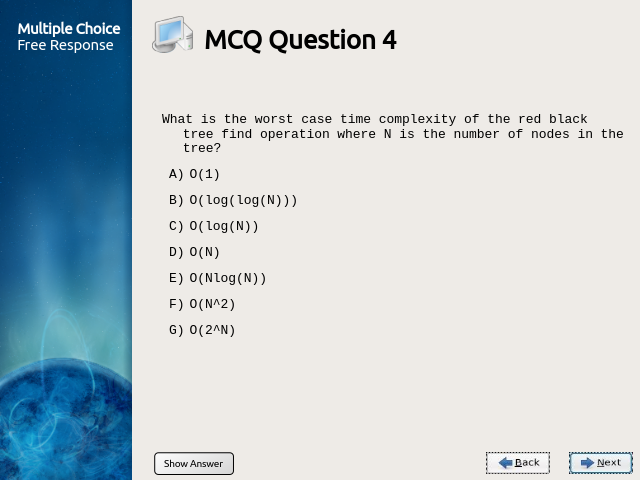 Multiple Choice
Free Response
MCQ Question 4
What is the worst case time complexity of the red black
tree find operation where N is the number of nodes in the
tree?
A) O(1)
B) O(log(log(N)))
C) O(log(N))
D) O(N)
E) O(Nlog(N))
F) O(N^2)
G) O(2^N)
Show Answer
Back
Next